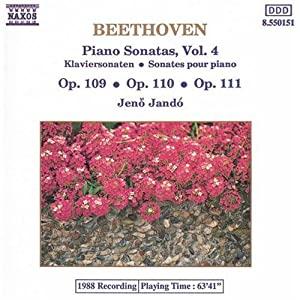 NAXOS
DDD
8.550151
BEETHOVEN
Piano Sonatas, Vol. 4
Klaviersonaten • Sonates pour piano
Op. 109 • Op. 110 • Op. 111
Jenő Jandó
1988 Recording
Playing Time : 63'41"